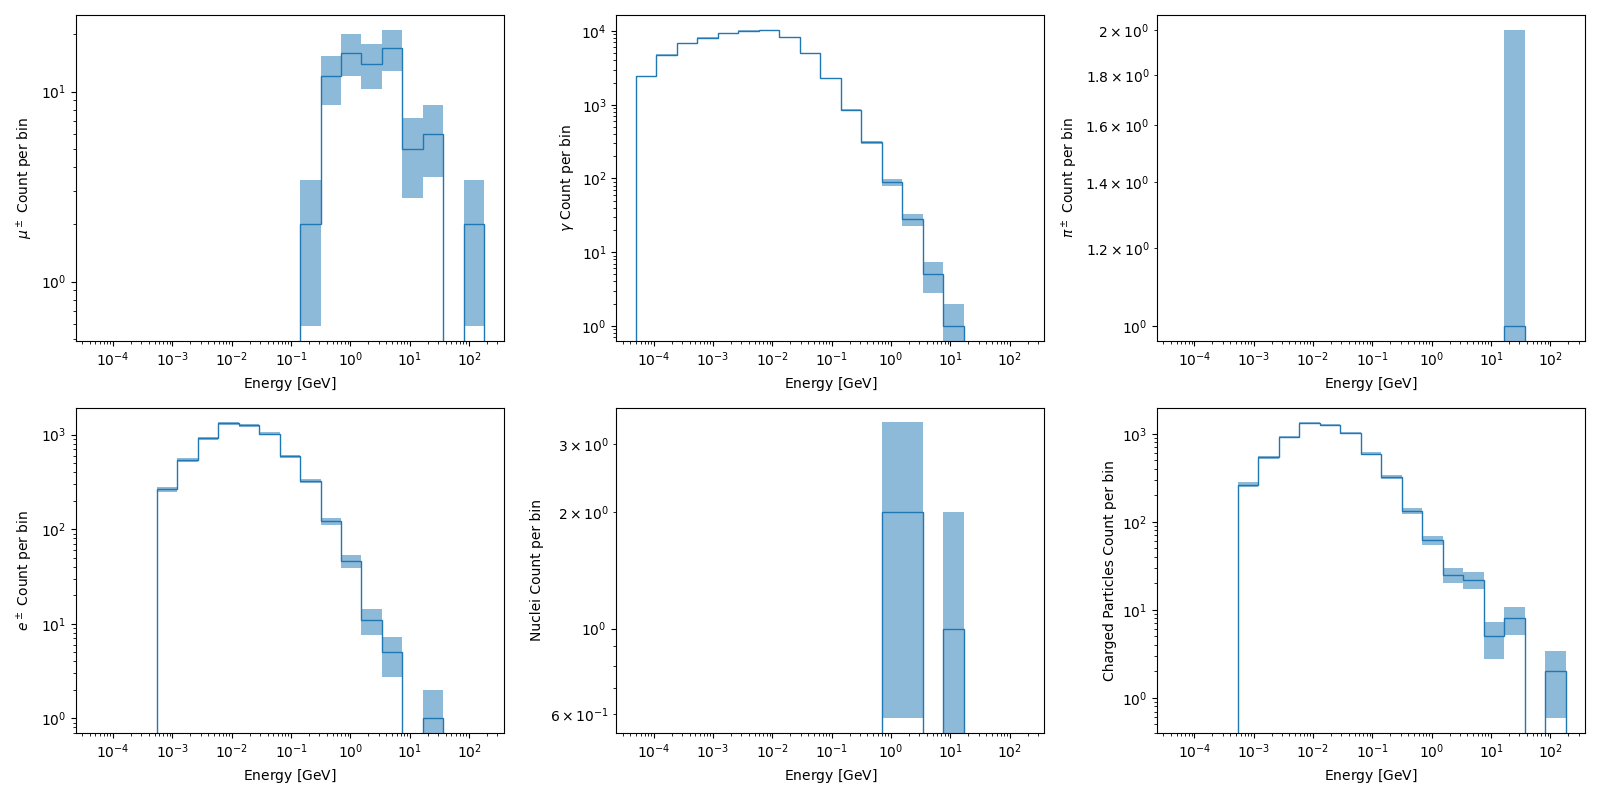 μ± Count per bin
10¹
10⁰
10⁻⁴ 10⁻³ 10⁻² 10⁻¹ 10⁰ 10¹ 10²
Energy [GeV]
γ Count per bin
10⁴
10³
10²
10¹
10⁰
10⁻⁴ 10⁻³ 10⁻² 10⁻¹ 10⁰ 10¹ 10²
Energy [GeV]
π± Count per bin
2 × 10⁰
1.8 × 10⁰
1.6 × 10⁰
1.4 × 10⁰
1.2 × 10⁰
10⁰
10⁻⁴ 10⁻³ 10⁻² 10⁻¹ 10⁰ 10¹ 10²
Energy [GeV]
e± Count per bin
10³
10²
10¹
10⁰
10⁻⁴ 10⁻³ 10⁻² 10⁻¹ 10⁰ 10¹ 10²
Energy [GeV]
Nuclei Count per bin
3 × 10⁰
2 × 10⁰
10⁰
6 × 10⁻¹
10⁻⁴ 10⁻³ 10⁻² 10⁻¹ 10⁰ 10¹ 10²
Energy [GeV]
Charged Particles Count per bin
10³
10²
10¹
10⁰
10⁻⁴ 10⁻³ 10⁻² 10⁻¹ 10⁰ 10¹ 10²
Energy [GeV]